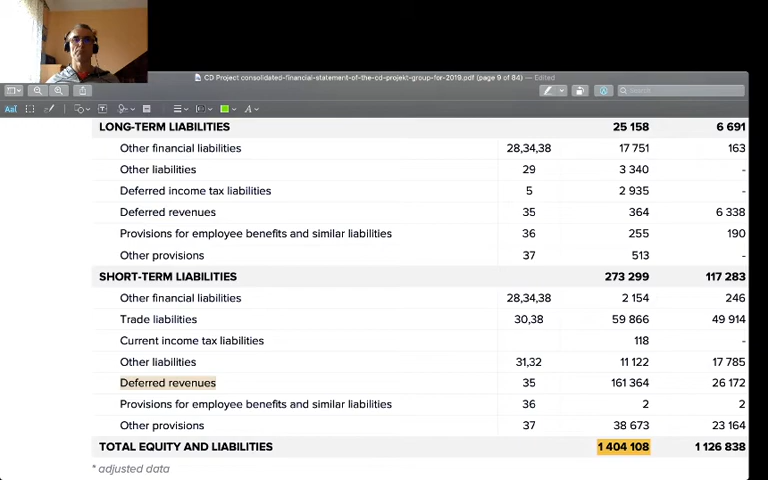 CD Project consolidated-financial-statement-of-the-cd-projekt-group-for-2019.pdf (page 9 of 84) — Edited
Search
AaI A
LONG-TERM LIABILITIES 25 158 6 691
Other financial liabilities 28,34,38 17 751 163
Other liabilities 29 3 340 -
Deferred income tax liabilities 5 2 935 -
Deferred revenues 35 364 6 338
Provisions for employee benefits and similar liabilities 36 255 190
Other provisions 37 513 -
SHORT-TERM LIABILITIES 273 299 117 283
Other financial liabilities 28,34,38 2 154 246
Trade liabilities 30,38 59 866 49 914
Current income tax liabilities 118 -
Other liabilities 31,32 11 122 17 785
Deferred revenues 35 161 364 26 172
Provisions for employee benefits and similar liabilities 36 2 2
Other provisions 37 38 673 23 164
TOTAL EQUITY AND LIABILITIES 1 404 108 1 126 838
* adjusted data